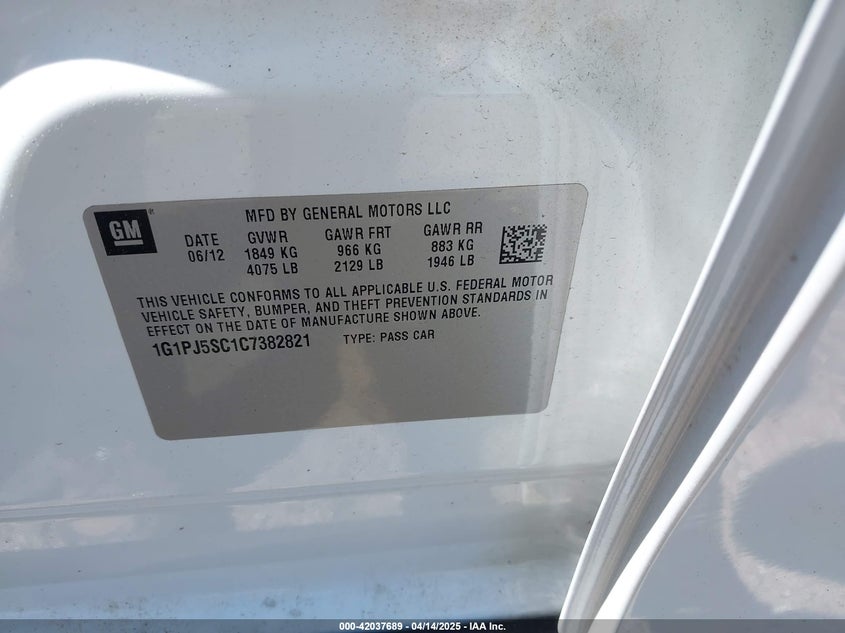 GM
MFD BY GENERAL MOTORS LLC
DATE GVWR GAWR FRT GAWR RR
06/12 1849 KG 966 KG 883 KG
4075 LB 2129 LB 1946 LB
THIS VEHICLE CONFORMS TO ALL APPLICABLE U.S. FEDERAL MOTOR
VEHICLE SAFETY, BUMPER, AND THEFT PREVENTION STANDARDS IN
EFFECT ON THE DATE OF MANUFACTURE SHOWN ABOVE.
1G1PJ5SC1C7382821 TYPE: PASS CAR
000-42037689 - 04/14/2025 - IAA Inc.